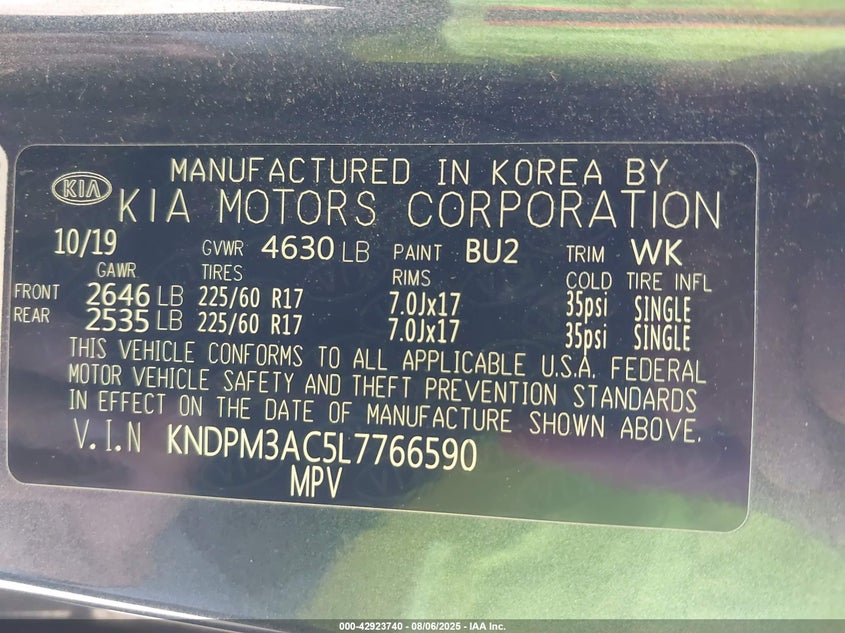 MANUFACTURED IN KOREA BY
KIA KIA MOTORS CORPORATION
10/19 GVWR 4630 LB PAINT BU2 TRIM WK
GAWR TIRES RIMS COLD TIRE INFL
FRONT 2646 LB 225/60 R17 7.0Jx17 35psi SINGLE
REAR 2535 LB 225/60 R17 7.0Jx17 35psi SINGLE
THIS VEHICLE CONFORMS TO ALL APPLICABLE U.S.A. FEDERAL
MOTOR VEHICLE SAFETY AND THEFT PREVENTION STANDARDS
IN EFFECT ON THE DATE OF MANUFACTURE SHOWN ABOVE.
V.I.N KNDPM3AC5L7766590
MPV
000-42923740 - 08/06/2025 - IAA Inc.